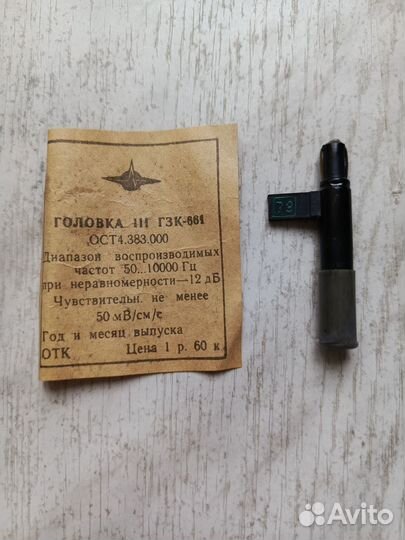 ГОЛОВКА III ГЗК-661
ОСТ4.383.000
Диапазон воспроизводимых
частот 50...10000 Гц
при неравномерности—12 дБ
Чувствительн. не менее
50 мВ/см/с
Год и месяц выпуска
ОТК Цена 1 р. 60 к.
78
Avito